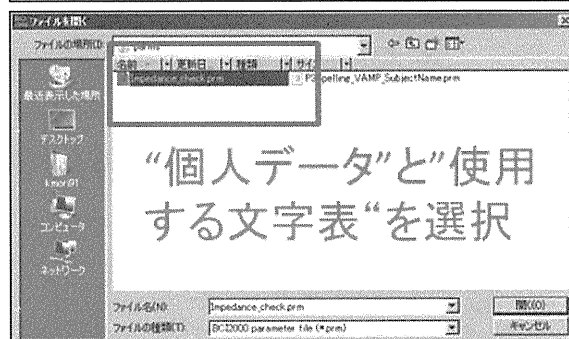 ファイルを開く
ファイルの場所(I): parms
名前 更新日 種類 サイズ
最近表示した場所
Impedance_check.prm P3Spelling_VAMP_SubjectName.prm
デスクトップ
kmori01
コンピュータ
ネットワーク
“個人データ”と”使用
する文字表“を選択
ファイル名(N): Impedance_check.prm 開く(O)
ファイルの種類(T): BCI2000 parameter file (*.prm) キャンセル